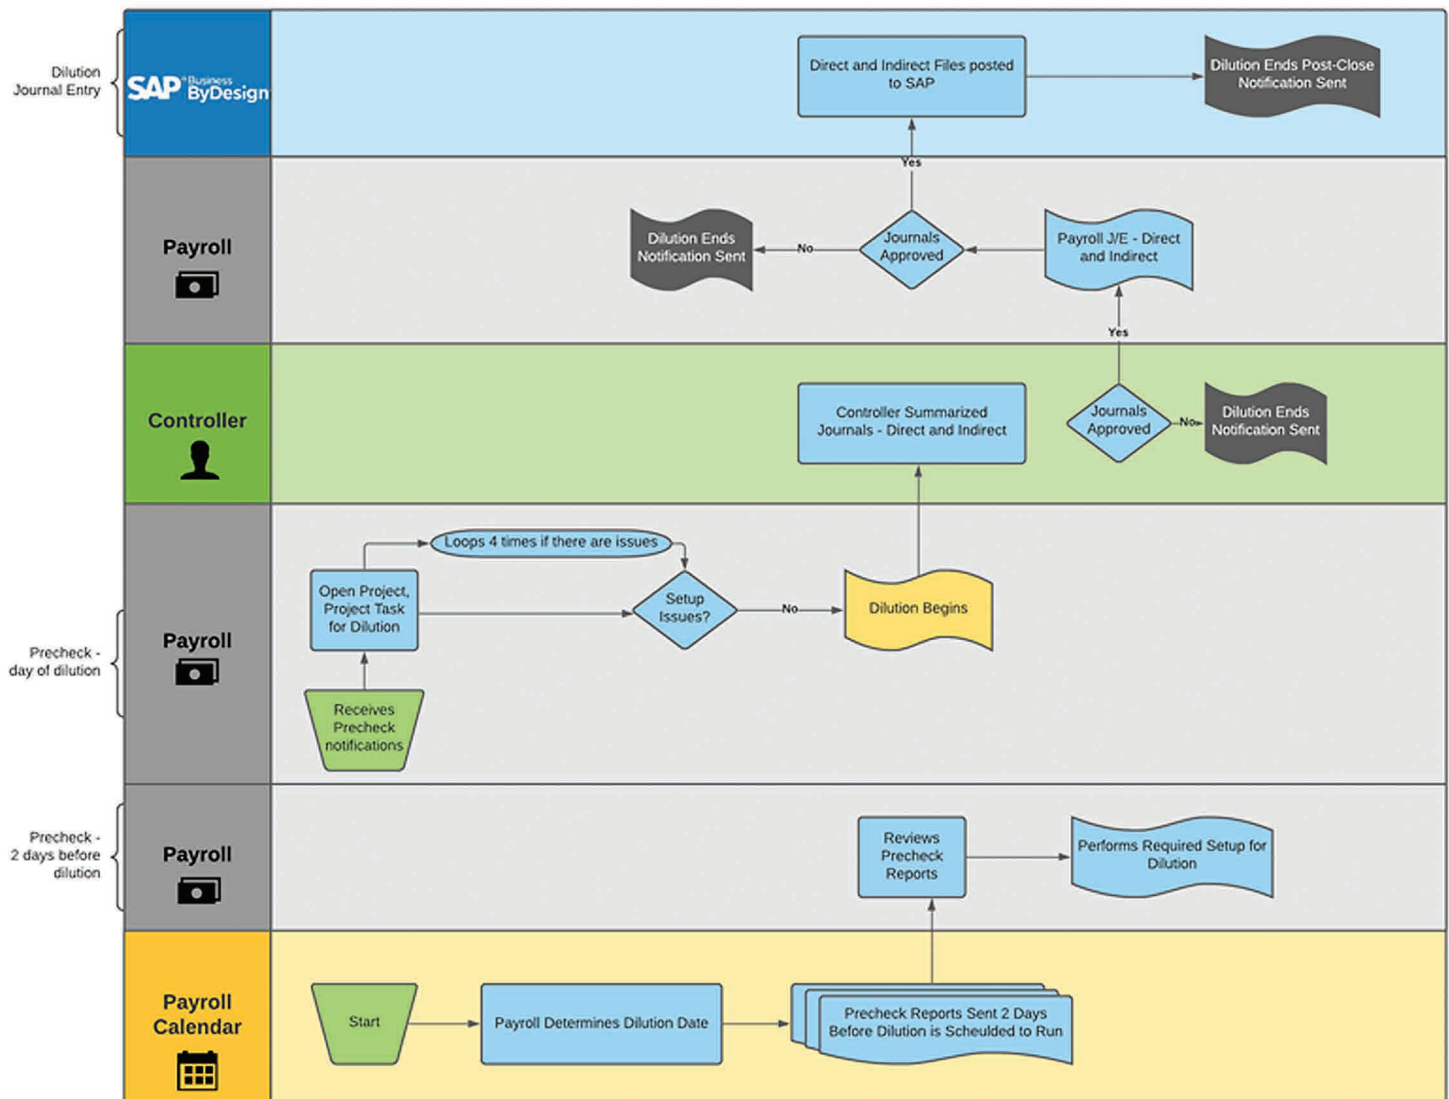 Dilution
Journal Entry
SAP Business
ByDesign
Direct and Indirect Files posted
to SAP
Dilution Ends Post-Close
Notification Sent
Yes
Payroll
Dilution Ends
Notification Sent
No
Journals
Approved
Payroll J/E - Direct
and Indirect
Yes
Controller
Controller Summarized
Journals - Direct and Indirect
Journals
Approved
No
Dilution Ends
Notification Sent
Precheck -
day of dilution
Payroll
Loops 4 times if there are issues
Open Project,
Project Task
for Dilution
Setup
Issues?
No
Dilution Begins
Receives
Precheck
notifications
Precheck -
2 days before
dilution
Payroll
Reviews
Precheck
Reports
Performs Required Setup for
Dilution
Payroll
Calendar
Start
Payroll Determines Dilution Date
Precheck Reports Sent 2 Days
Before Dilution is Scheulded to Run